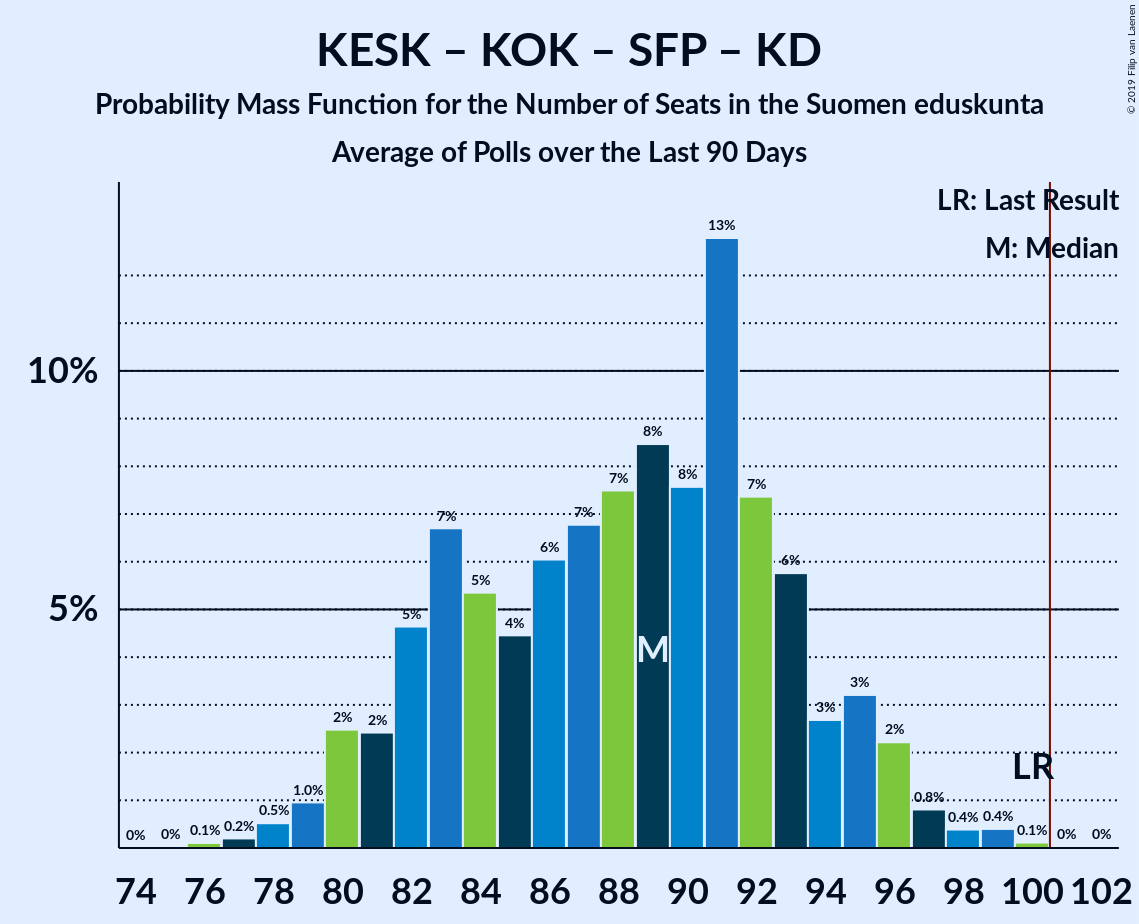 KESK – KOK – SFP – KD
Probability Mass Function for the Number of Seats in the Suomen eduskunta
Average of Polls over the Last 90 Days
© 2019 Filip van Laenen
LR: Last Result
M: Median
10%
5%
0% 0% 0.1% 0.2% 0.5% 1.0% 2% 2% 5% 7% 5% 4% 6% 7% 7% 8% 8% 13% 7% 6% 3% 3% 2% 0.8% 0.4% 0.4% 0.1% 0% 0%
M
LR
74 76 78 80 82 84 86 88 90 92 94 96 98 100 102